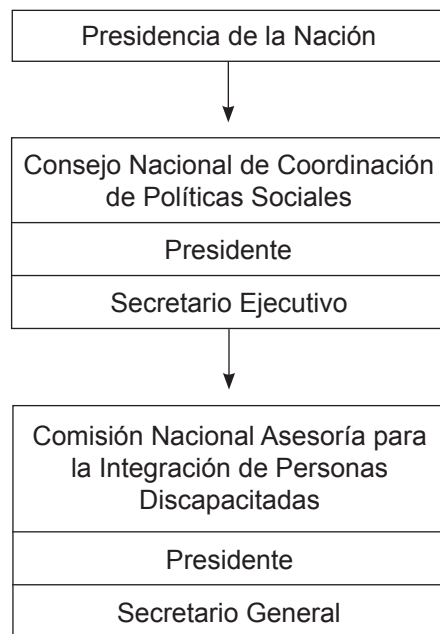 Presidencia de la Nación
Consejo Nacional de Coordinación
de Políticas Sociales
Presidente
Secretario Ejecutivo
Comisión Nacional Asesoría para
la Integración de Personas
Discapacitadas
Presidente
Secretario General